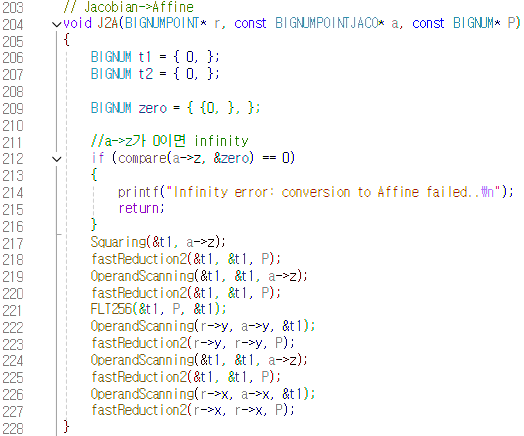 203 // Jacobian->Affine
204 void J2A(BIGNUMPOINT* r, const BIGNUMPOINTJACO* a, const BIGNUM* P)
205 {
206 BIGNUM t1 = { 0, };
207 BIGNUM t2 = { 0, };
208
209 BIGNUM zero = { {0, }, };
210
211 //a->z가 0이면 infinity
212 if (compare(a->z, &zero) == 0)
213 {
214 printf("Infinity error: conversion to Affine failed..₩n");
215 return;
216 }
217 Squaring(&t1, a->z);
218 fastReduction2(&t1, &t1, P);
219 OperandScanning(&t1, &t1, a->z);
220 fastReduction2(&t1, &t1, P);
221 FLT256(&t1, P, &t1);
222 OperandScanning(r->y, a->y, &t1);
223 fastReduction2(r->y, r->y, P);
224 OperandScanning(&t1, &t1, a->z);
225 fastReduction2(&t1, &t1, P);
226 OperandScanning(r->x, a->x, &t1);
227 fastReduction2(r->x, r->x, P);
228 }